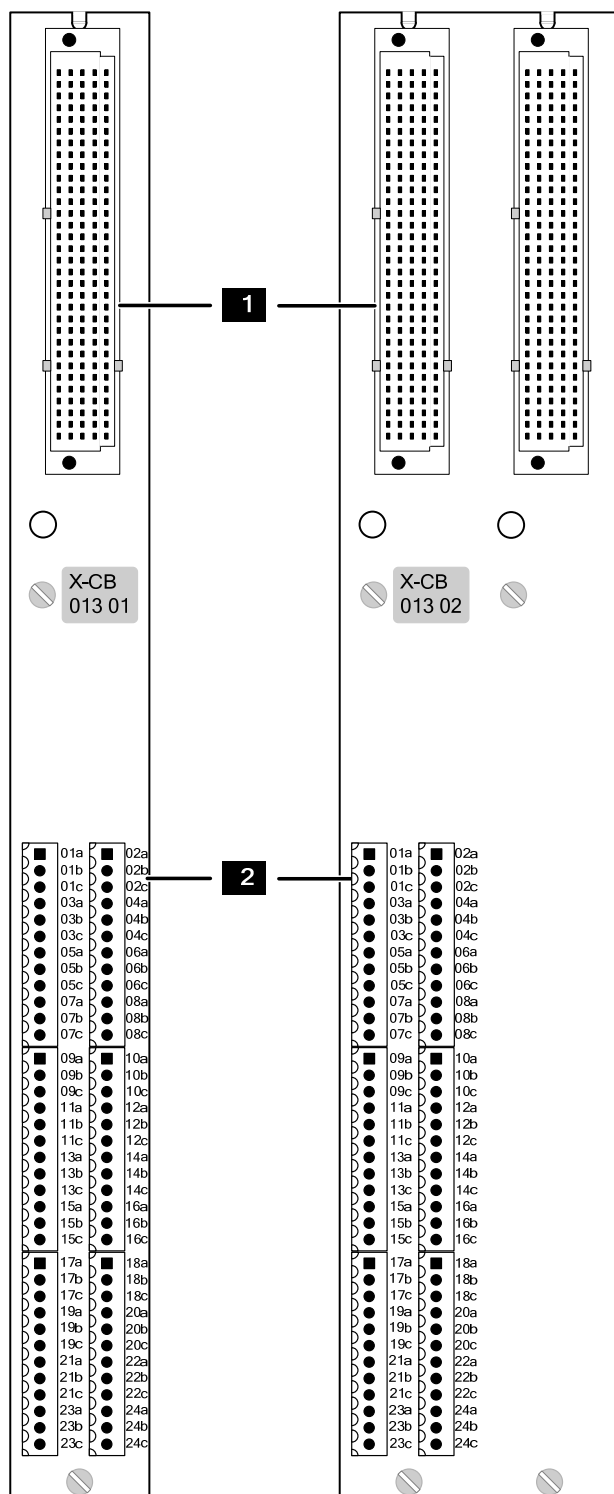 1
X-CB
013 01
X-CB
013 02
2
01a 02a
01b 02b
01c 02c
03a 04a
03b 04b
03c 04c
05a 06a
05b 06b
05c 06c
07a 08a
07b 08b
07c 08c
09a 10a
09b 10b
09c 10c
11a 12a
11b 12b
11c 12c
13a 14a
13b 14b
13c 14c
15a 16a
15b 16b
15c 16c
17a 18a
17b 18b
17c 18c
19a 20a
19b 20b
19c 20c
21a 22a
21b 22b
21c 22c
23a 24a
23b 24b
23c 24c
01a 02a
01b 02b
01c 02c
03a 04a
03b 04b
03c 04c
05a 06a
05b 06b
05c 06c
07a 08a
07b 08b
07c 08c
09a 10a
09b 10b
09c 10c
11a 12a
11b 12b
11c 12c
13a 14a
13b 14b
13c 14c
15a 16a
15b 16b
15c 16c
17a 18a
17b 18b
17c 18c
19a 20a
19b 20b
19c 20c
21a 22a
21b 22b
21c 22c
23a 24a
23b 24b
23c 24c